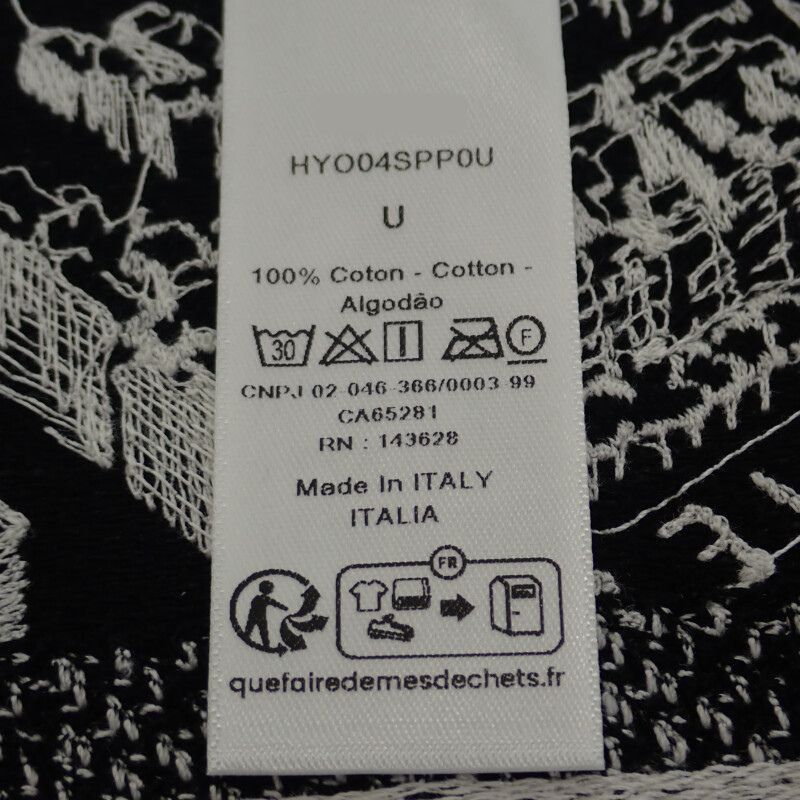 HYO04SPP0U
U
100% Coton - Cotton -
Algodão
30 F
CNPJ 02-046-366/0003-99
CA65281
RN : 143628
Made In ITALY
ITALIA
FR
quefairedemesdechets.fr